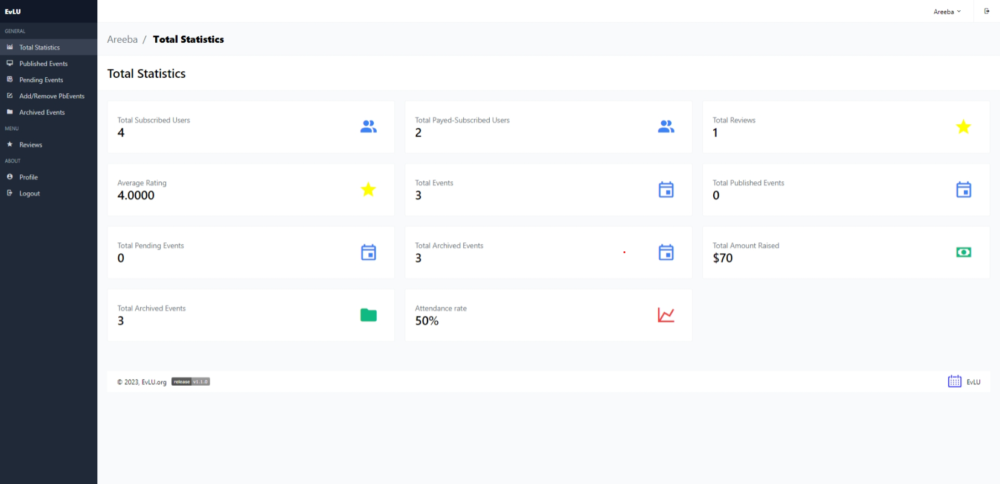 EvLU
Areeba
GENERAL
Total Statistics
Published Events
Pending Events
Add/Remove PbEvents
Archived Events
MENU
Reviews
ABOUT
Profile
Logout
Areeba / Total Statistics
Total Statistics
Total Subscribed Users
4
Total Payed-Subscribed Users
2
Total Reviews
1
Average Rating
4.0000
Total Events
3
Total Published Events
0
Total Pending Events
0
Total Archived Events
3
Total Amount Raised
$70
Total Archived Events
3
Attendance rate
50%
© 2023, EvLU.org release v1.1.0
EvLU